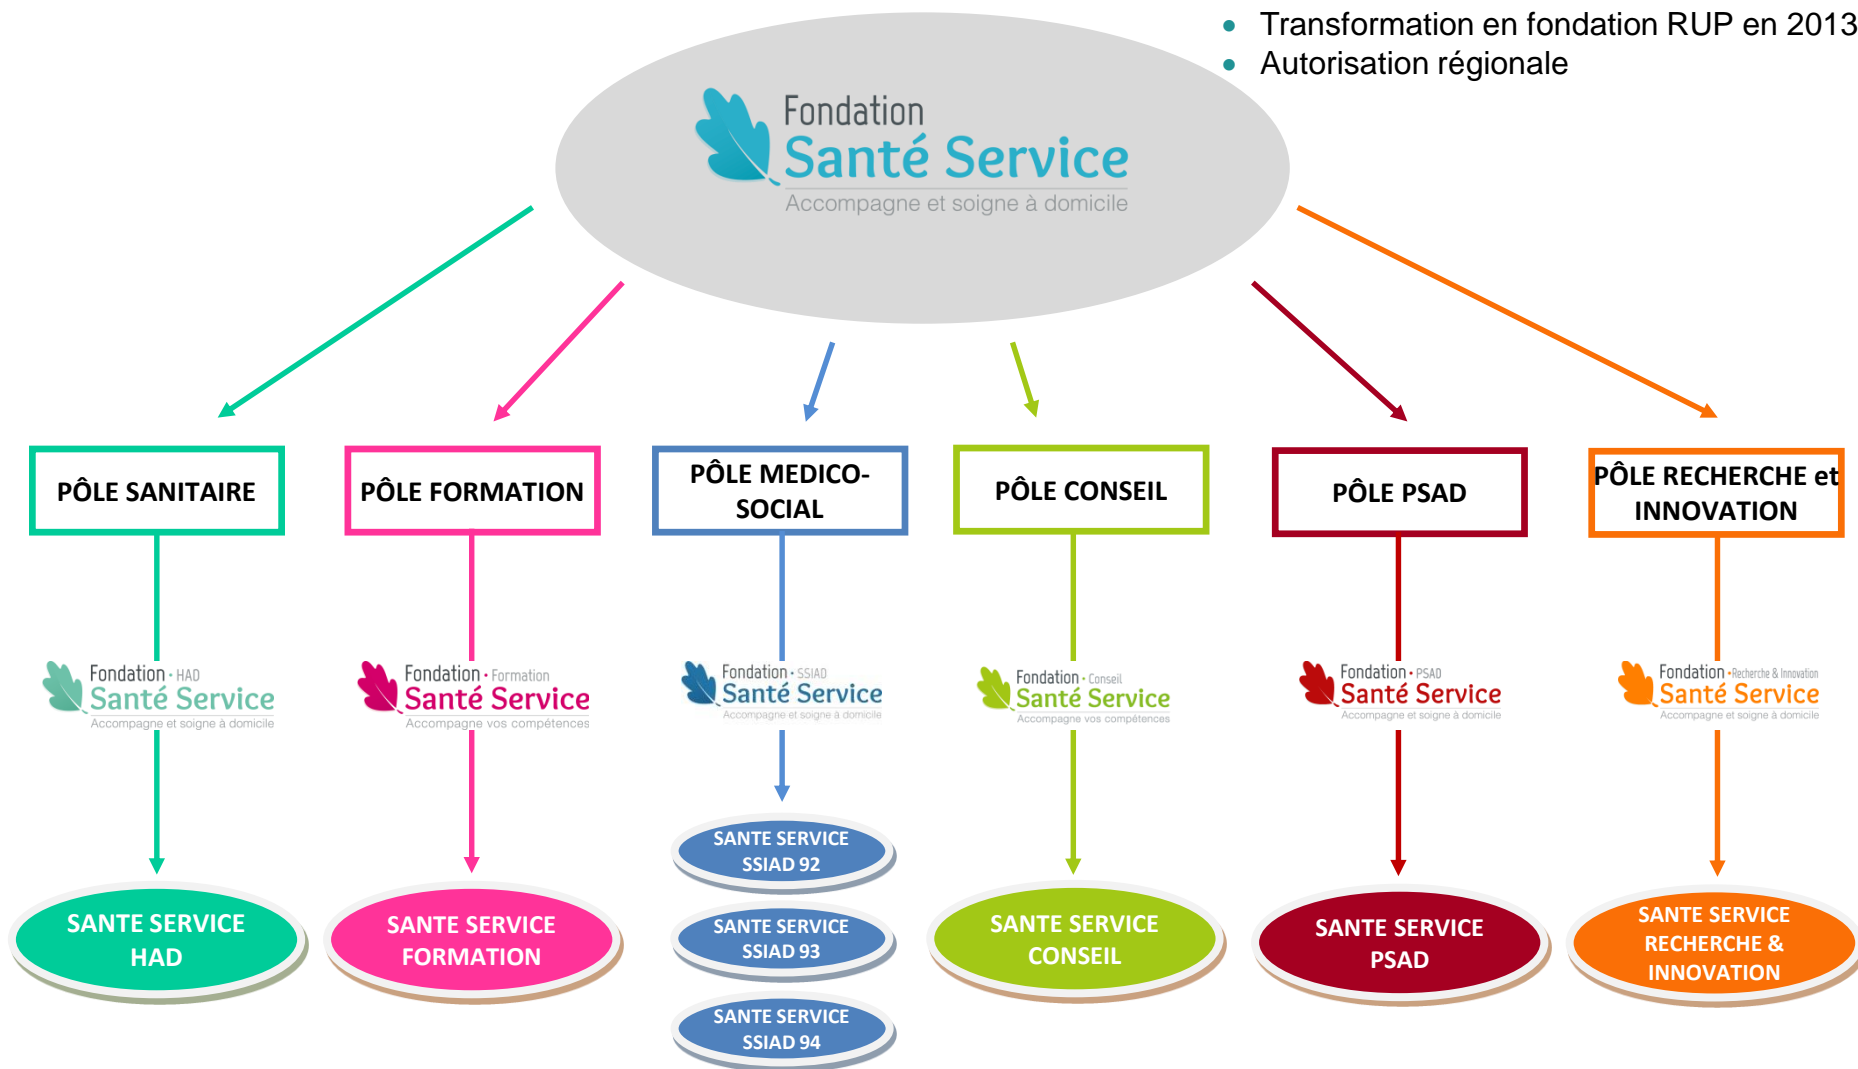 • Transformation en fondation RUP en 2013
• Autorisation régionale
Fondation
Santé Service
Accompagne et soigne à domicile
PÔLE SANITAIRE
PÔLE FORMATION
PÔLE MEDICO-
SOCIAL
PÔLE CONSEIL
PÔLE PSAD
PÔLE RECHERCHE et
INNOVATION
Fondation • HAD
Santé Service
Accompagne et soigne à domicile
Fondation • Formation
Santé Service
Accompagne vos compétences
Fondation • SSIAD
Santé Service
Accompagne et soigne à domicile
Fondation • Conseil
Santé Service
Accompagne vos compétences
Fondation • PSAD
Santé Service
Accompagne et soigne à domicile
Fondation • Recherche & Innovation
Santé Service
Accompagne et soigne à domicile
SANTE SERVICE
HAD
SANTE SERVICE
FORMATION
SANTE SERVICE
SSIAD 92
SANTE SERVICE
SSIAD 93
SANTE SERVICE
SSIAD 94
SANTE SERVICE
CONSEIL
SANTE SERVICE
PSAD
SANTE SERVICE
RECHERCHE &
INNOVATION